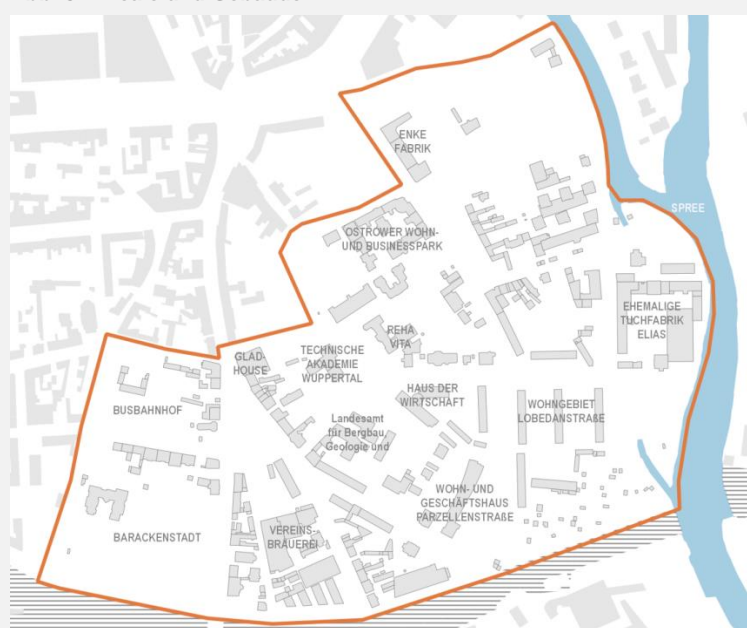 ENKE
FABRIK
SPREE
OSTROWER WOHN-
UND BUSINESSPARK
EHEMALIGE
TUCHFABRIK
ELIAS
REHA
VITA
GLAD-
HOUSE
TECHNISCHE
AKADEMIE
WUPPERTAL
HAUS DER
WIRTSCHAFT
BUSBAHNHOF
WOHNGEBIET
LOBEDANSTRAßE
Landesamt
für Bergbau,
Geologie und
WOHN- UND
GESCHÄFTSHAUS
PARZELLENSTRAßE
BARACKENSTADT
VEREINS-
BRAUEREI